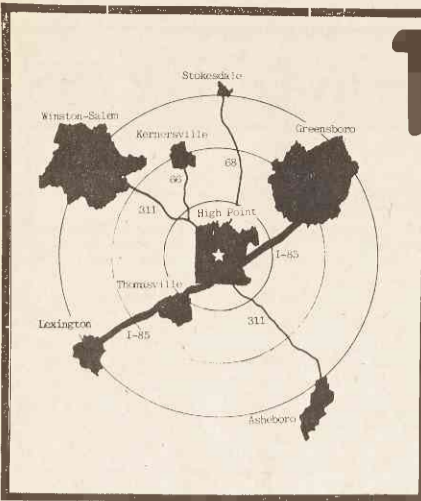 Stokesdale
Winston-Salem
Kernersville
Greensboro
68
66
311
High Point
I-85
Thomasville
Lexington
I-85
311
Asheboro